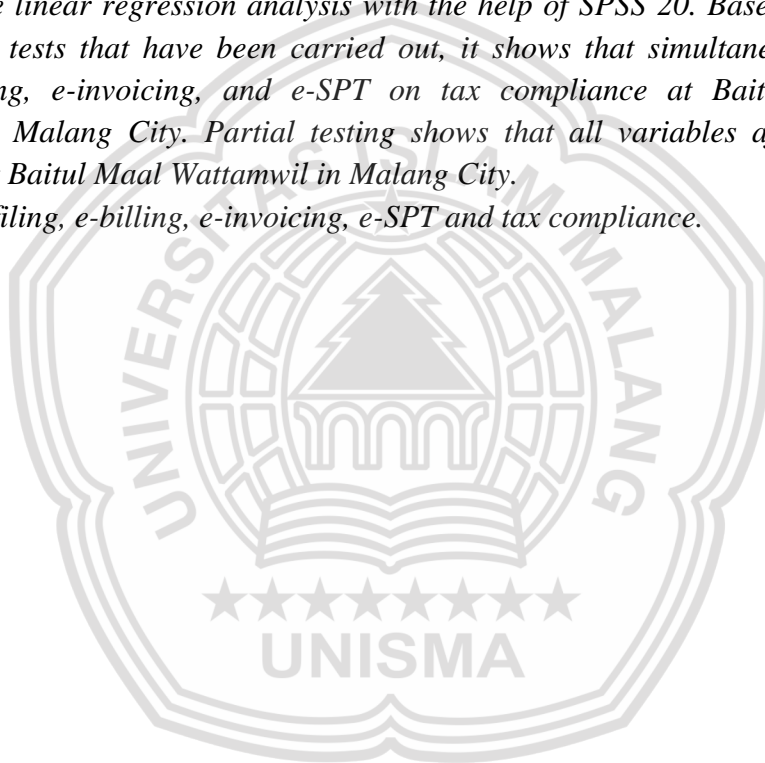 linear regression analysis with the help of SPSS 20. Base
tests that have been carried out, it shows that simultane
ng, e-invoicing, and e-SPT on tax compliance at Bait
Malang City. Partial testing shows that all variables a
Baitul Maal Wattamwil in Malang City.
filing, e-billing, e-invoicing, e-SPT and tax compliance.
UNIVERSITAS ISLAM MALANG
UNISMA